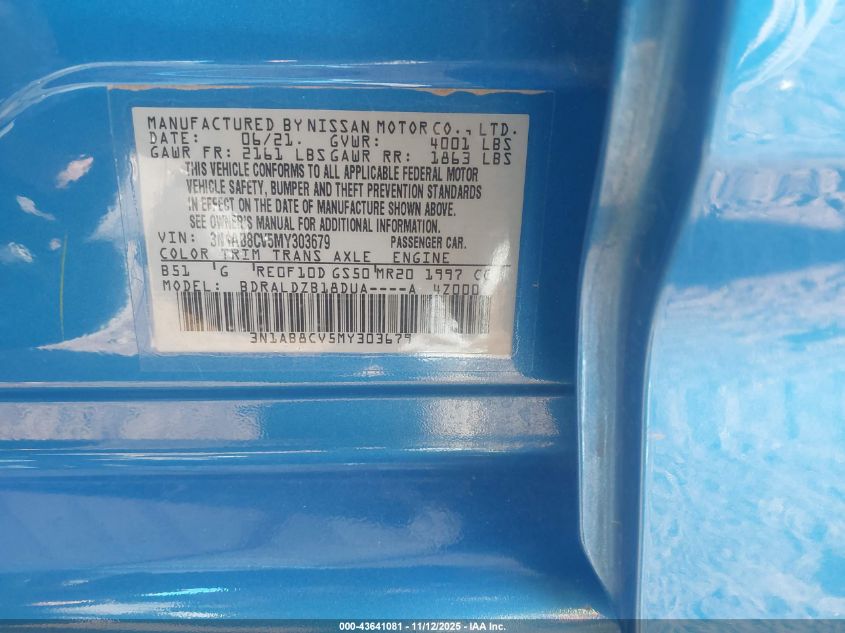 MANUFACTURED BY NISSAN MOTOR CO., LTD.
DATE: 06/21. GVWR: 4001 LBS
GAWR FR: 2161 LBS GAWR RR: 1863 LBS
THIS VEHICLE CONFORMS TO ALL APPLICABLE FEDERAL MOTOR
VEHICLE SAFETY, BUMPER AND THEFT PREVENTION STANDARDS
IN EFFECT ON THE DATE OF MANUFACTURE SHOWN ABOVE.
SEE OWNER'S MANUAL FOR ADDITIONAL INFORMATION.
VIN: 3N1AB8CV5MY303679 PASSENGER CAR.
COLOR TRIM TRANS AXLE ENGINE
B51 G RE0F10D GS50 MR20 1997 CC
MODEL: BDRALDZB18DUA----A 4Z000
3N1AB8CV5MY303679
000-43641081 - 11/12/2025 - IAA Inc.